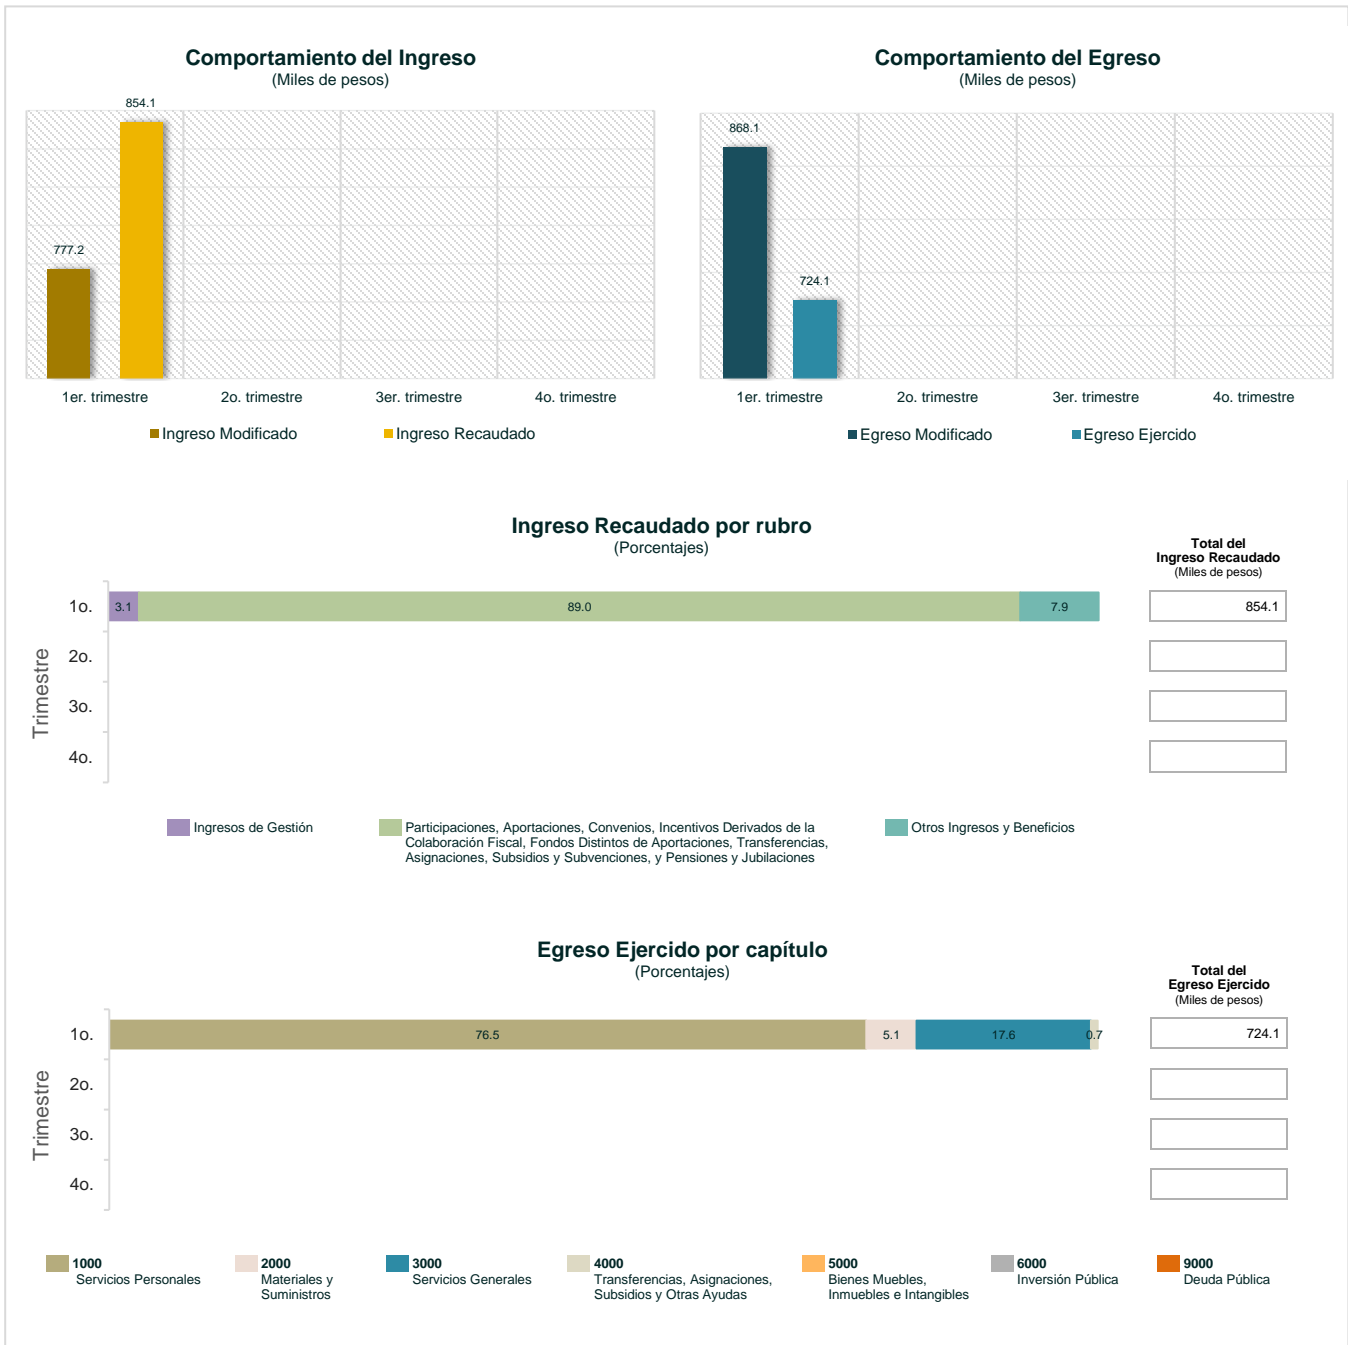 Comportamiento del Ingreso
(Miles de pesos)
854.1
777.2
1er. trimestre 2o. trimestre 3er. trimestre 4o. trimestre
Ingreso Modificado Ingreso Recaudado
Comportamiento del Egreso
(Miles de pesos)
868.1
724.1
1er. trimestre 2o. trimestre 3er. trimestre 4o. trimestre
Egreso Modificado Egreso Ejercido
Ingreso Recaudado por rubro
(Porcentajes)
Total del
Ingreso Recaudado
(Miles de pesos)
Trimestre
1o. 3.1 89.0 7.9 854.1
2o.
3o.
4o.
Ingresos de Gestión
Participaciones, Aportaciones, Convenios, Incentivos Derivados de la
Colaboración Fiscal, Fondos Distintos de Aportaciones, Transferencias,
Asignaciones, Subsidios y Subvenciones, y Pensiones y Jubilaciones
Otros Ingresos y Beneficios
Egreso Ejercido por capítulo
(Porcentajes)
Total del
Egreso Ejercido
(Miles de pesos)
Trimestre
1o. 76.5 5.1 17.6 0.7 724.1
2o.
3o.
4o.
1000
Servicios Personales
2000
Materiales y
Suministros
3000
Servicios Generales
4000
Transferencias, Asignaciones,
Subsidios y Otras Ayudas
5000
Bienes Muebles,
Inmuebles e Intangibles
6000
Inversión Pública
9000
Deuda Pública